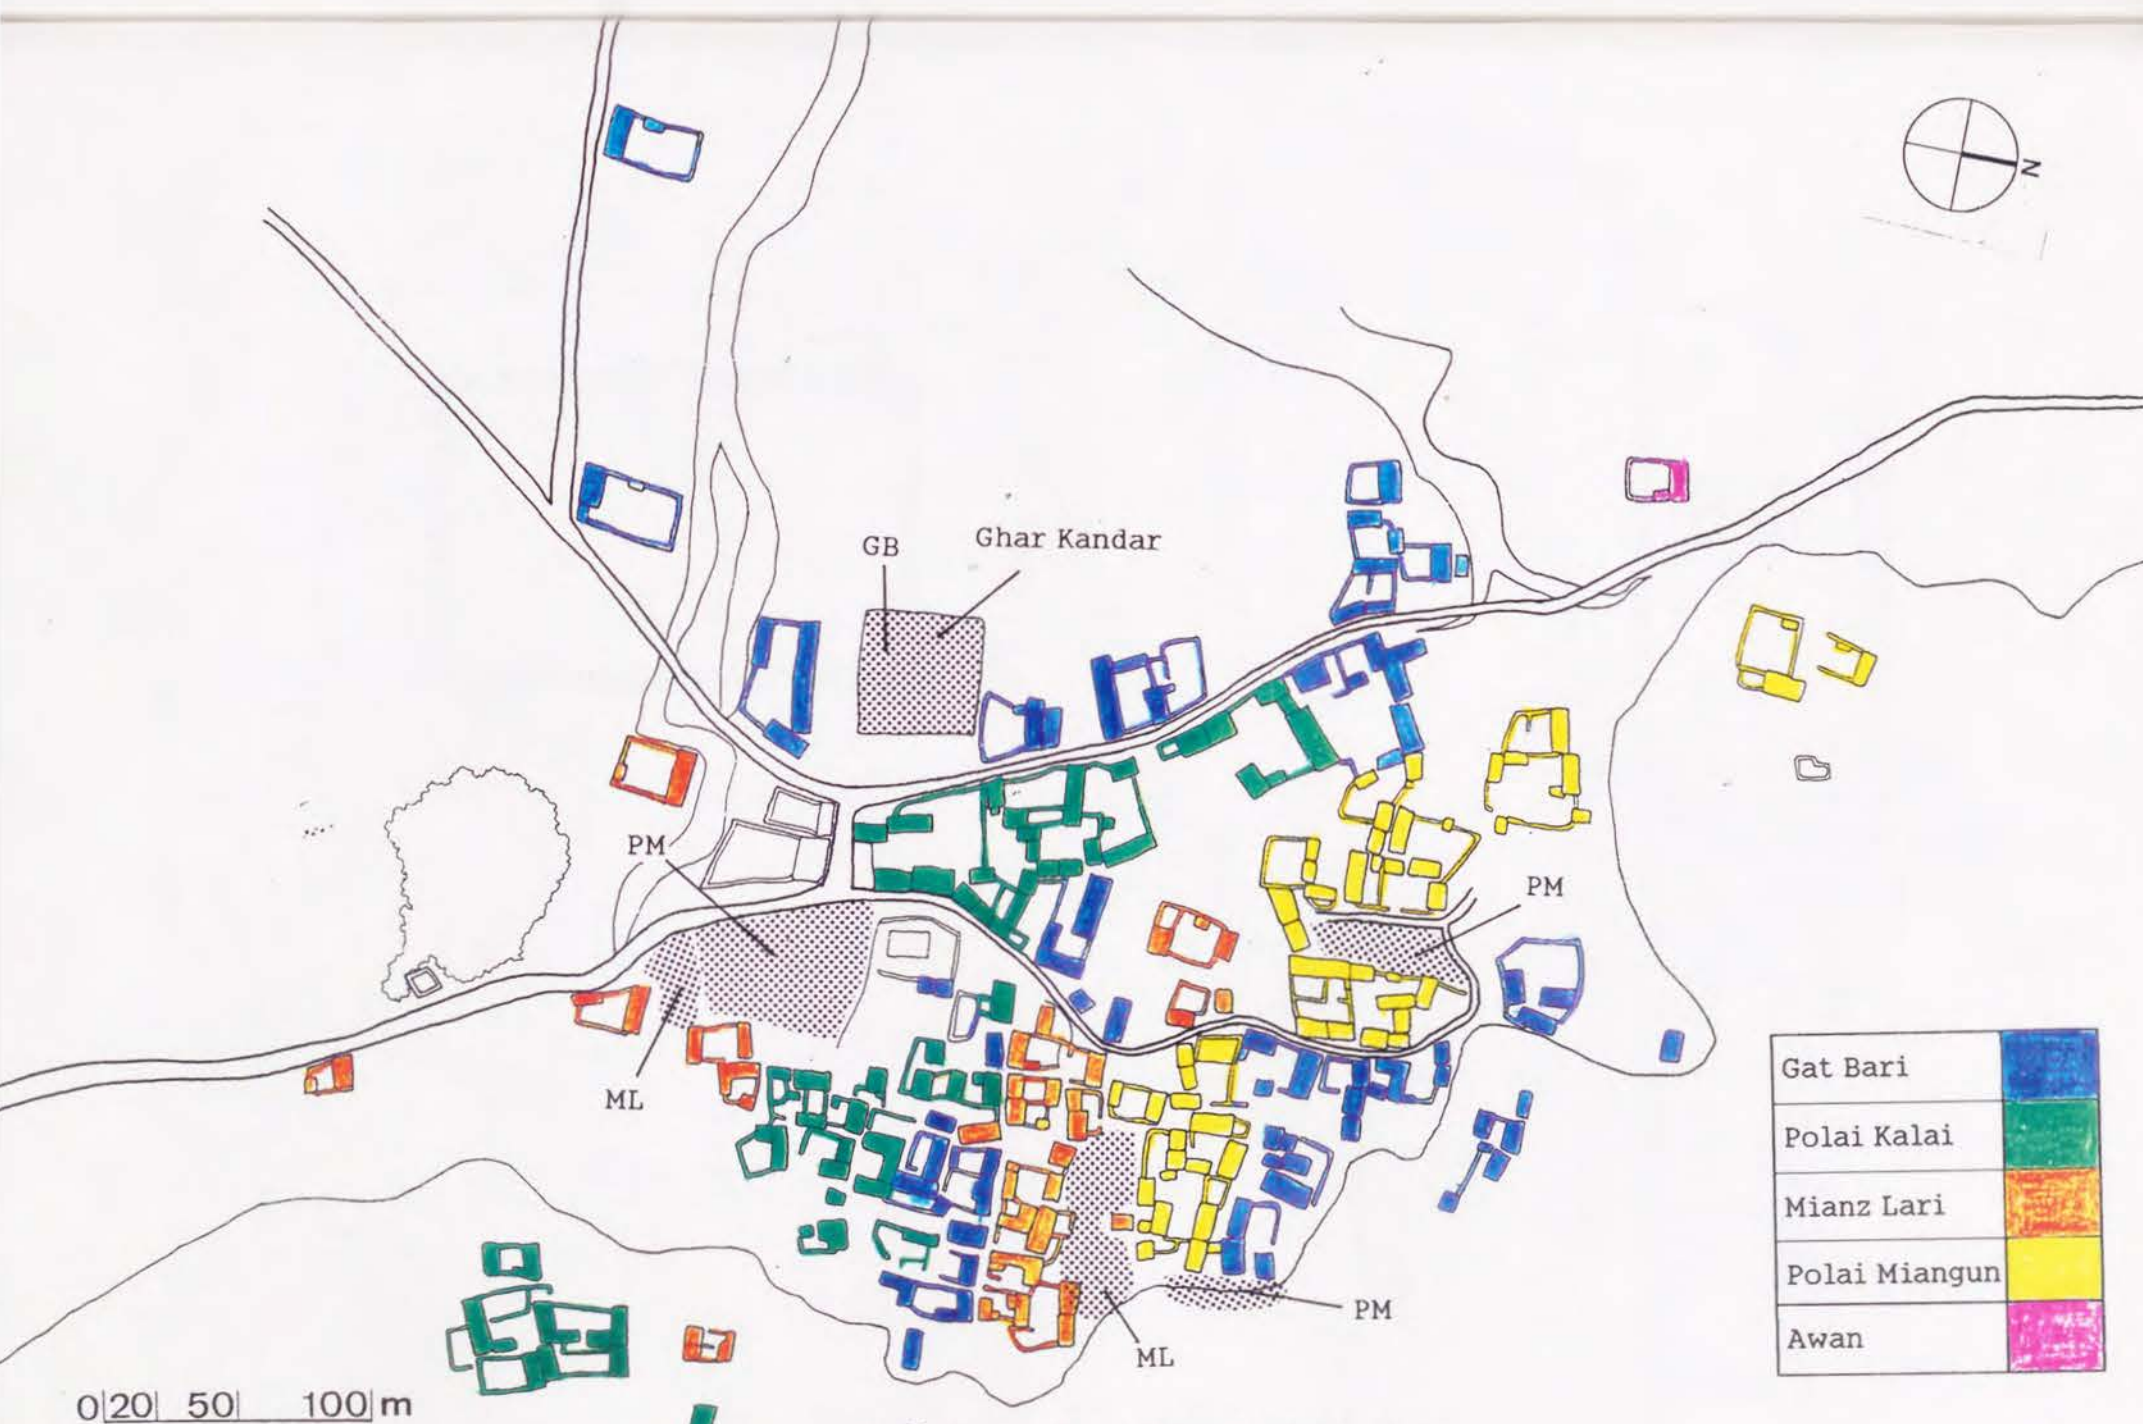 N
GB
Ghar Kandar
PM
PM
ML
PM
ML
Gat Bari
Polai Kalai
Mianz Lari
Polai Miangun
Awan
0 20 50 100 m